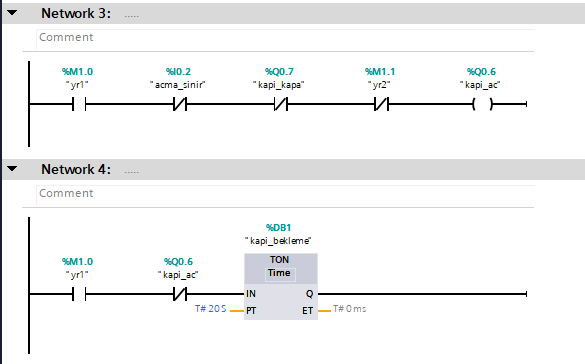 Network 3: .....
Comment
%M1.0 %I0.2 %Q0.7 %M1.1 %Q0.6
"yr1" "acma_sinir" "kapi_kapa" "yr2" "kapi_ac"
Network 4: .....
Comment
%DB1
"kapi_bekleme"
%M1.0 %Q0.6 TON
"yr1" "kapi_ac" Time
IN Q
T#20S PT ET T#0ms